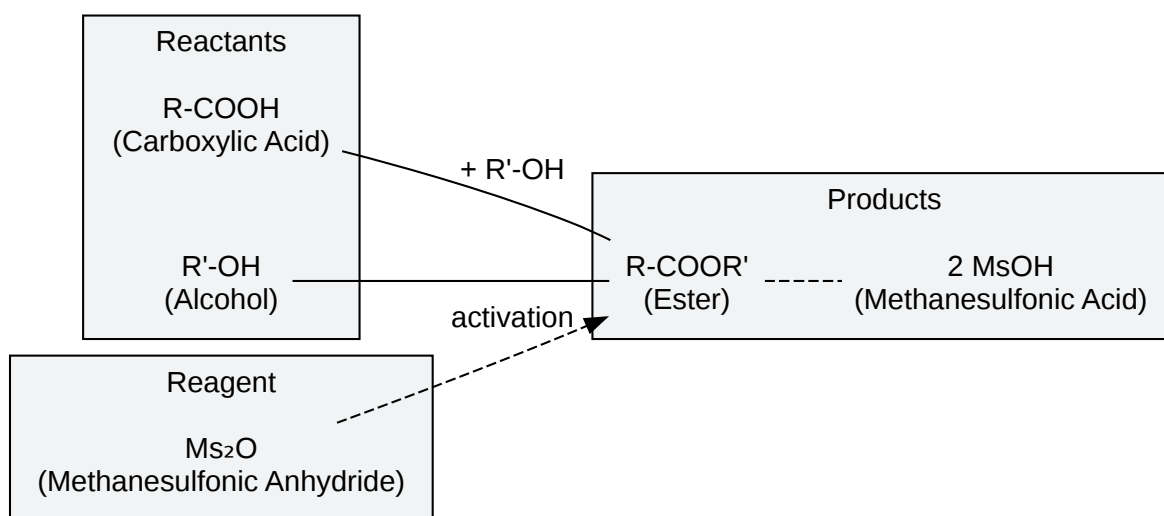 Reactants
R-COOH
(Carboxylic Acid)
+ R'-OH
R'-OH
(Alcohol)
activation
Products
R-COOR'
(Ester)
2 MsOH
(Methanesulfonic Acid)
Reagent
Ms₂O
(Methanesulfonic Anhydride)